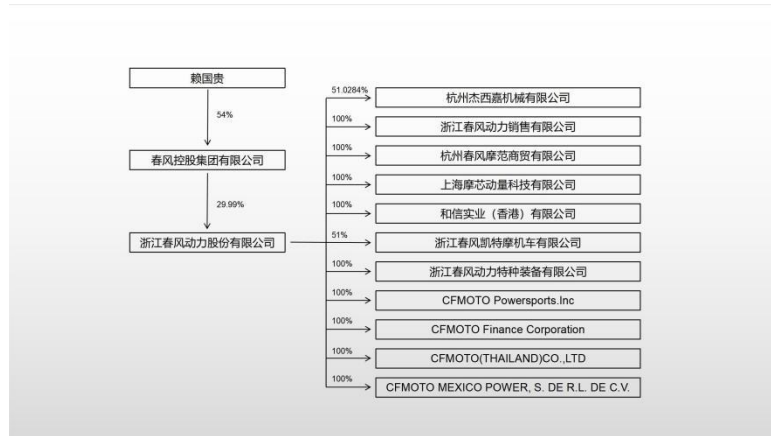 赖国贵
54%
春风控股集团有限公司
29.99%
浙江春风动力股份有限公司
51.0284%
杭州杰西嘉机械有限公司
100%
浙江春风动力销售有限公司
100%
杭州春风摩范商贸有限公司
100%
上海摩芯动量科技有限公司
100%
和信实业（香港）有限公司
51%
浙江春风凯特摩机车有限公司
100%
浙江春风动力特种装备有限公司
100%
CFMOTO Powersports.Inc
100%
CFMOTO Finance Corporation
100%
CFMOTO(THAILAND)CO.,LTD
100%
CFMOTO MEXICO POWER, S. DE R.L. DE C.V.